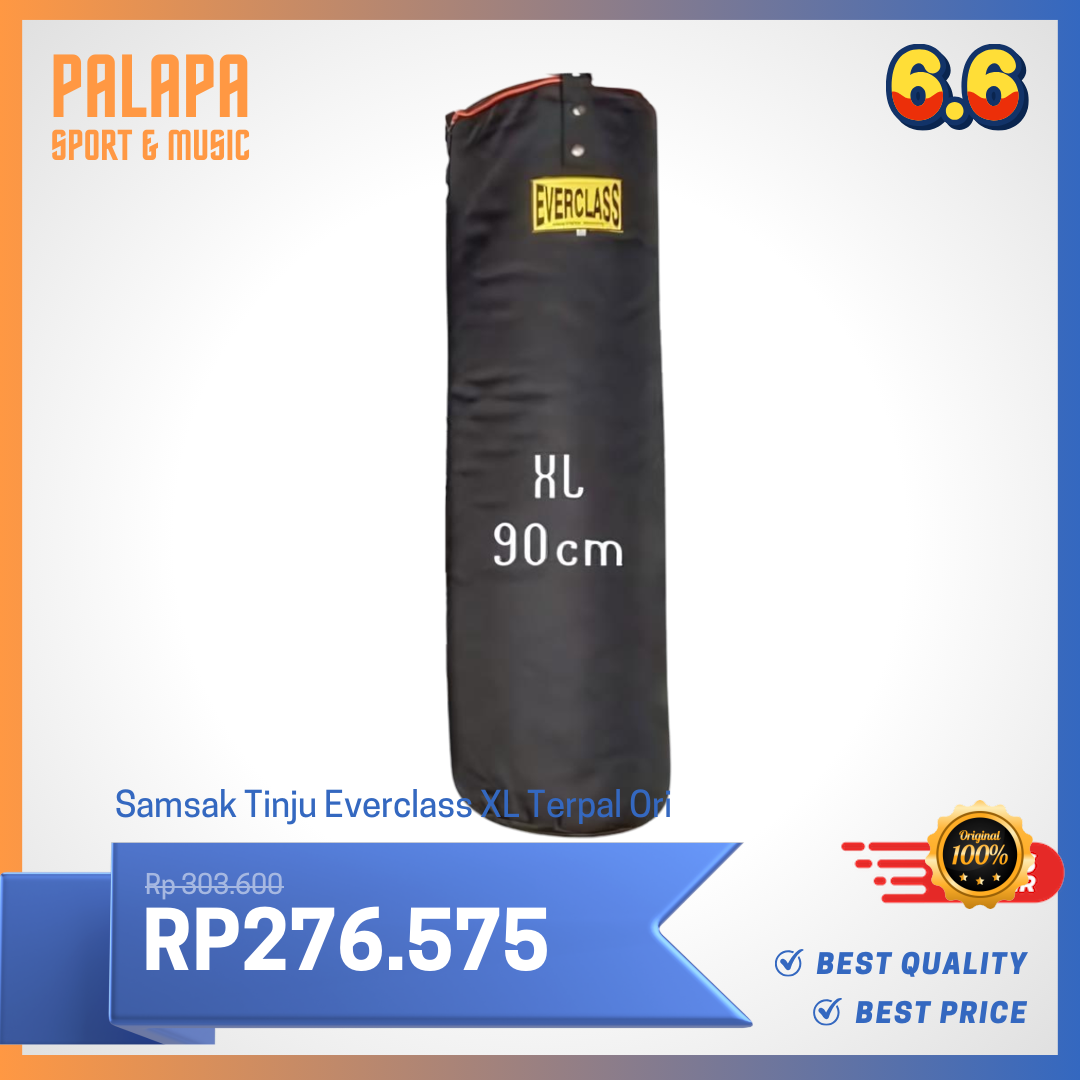 PALAPA
SPORT & MUSIC
6.6
EVERCLASS
XL
90cm
Samsak Tinju Everclass XL Terpal Ori
Rp 303.600
RP276.575
Original
100%
BEST QUALITY
BEST PRICE